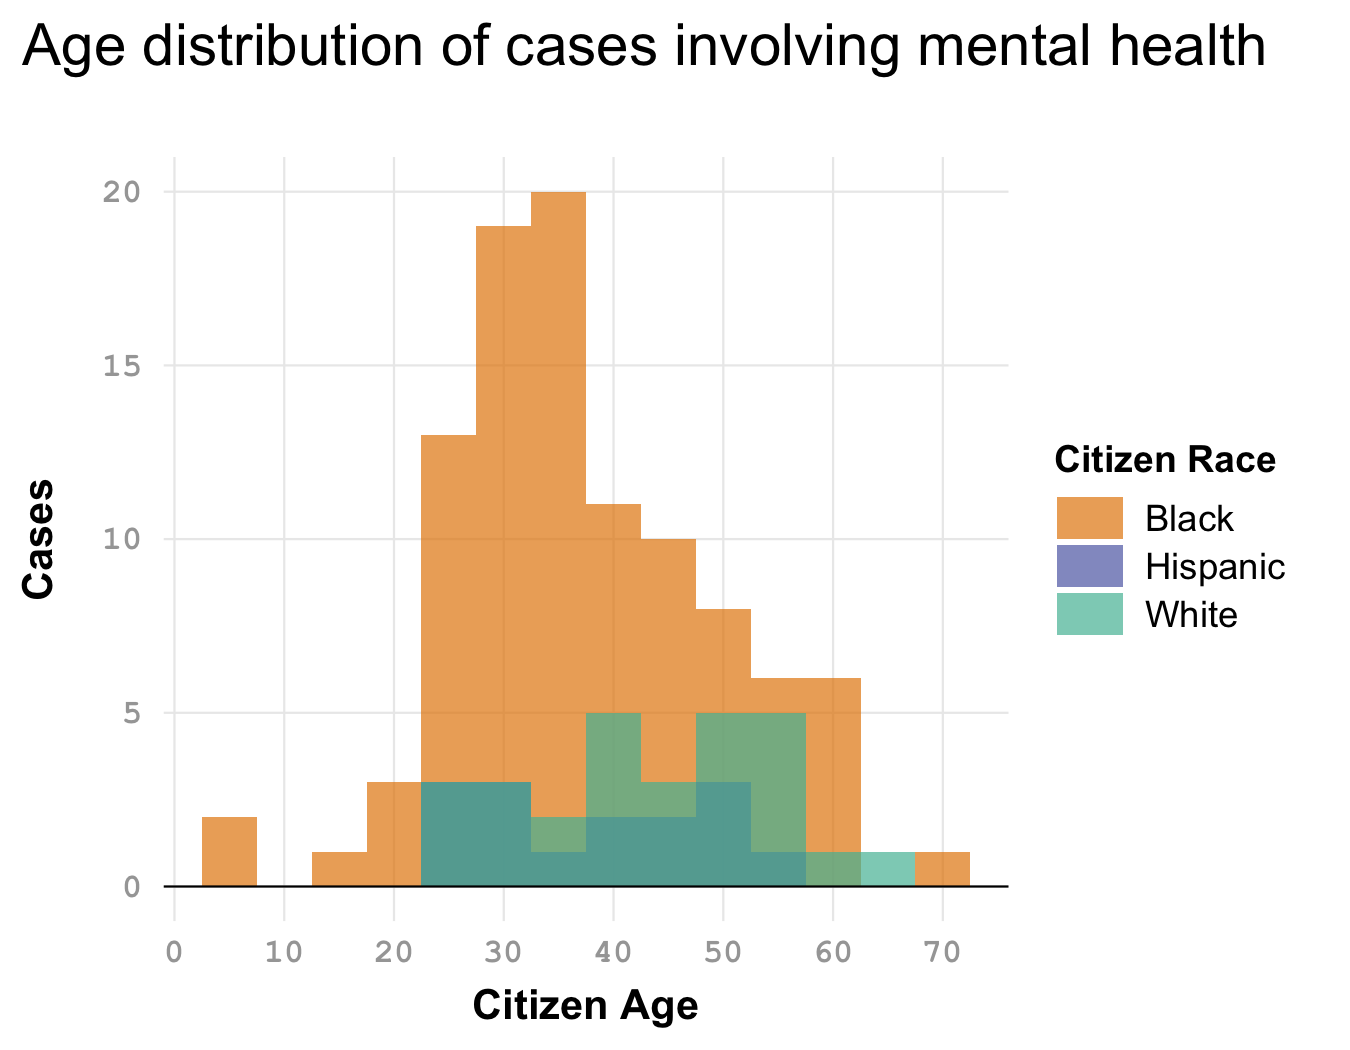 Age distribution of cases involving mental health
20
15
10
5
0
Cases
0 10 20 30 40 50 60 70
Citizen Age
Citizen Race
Black
Hispanic
White